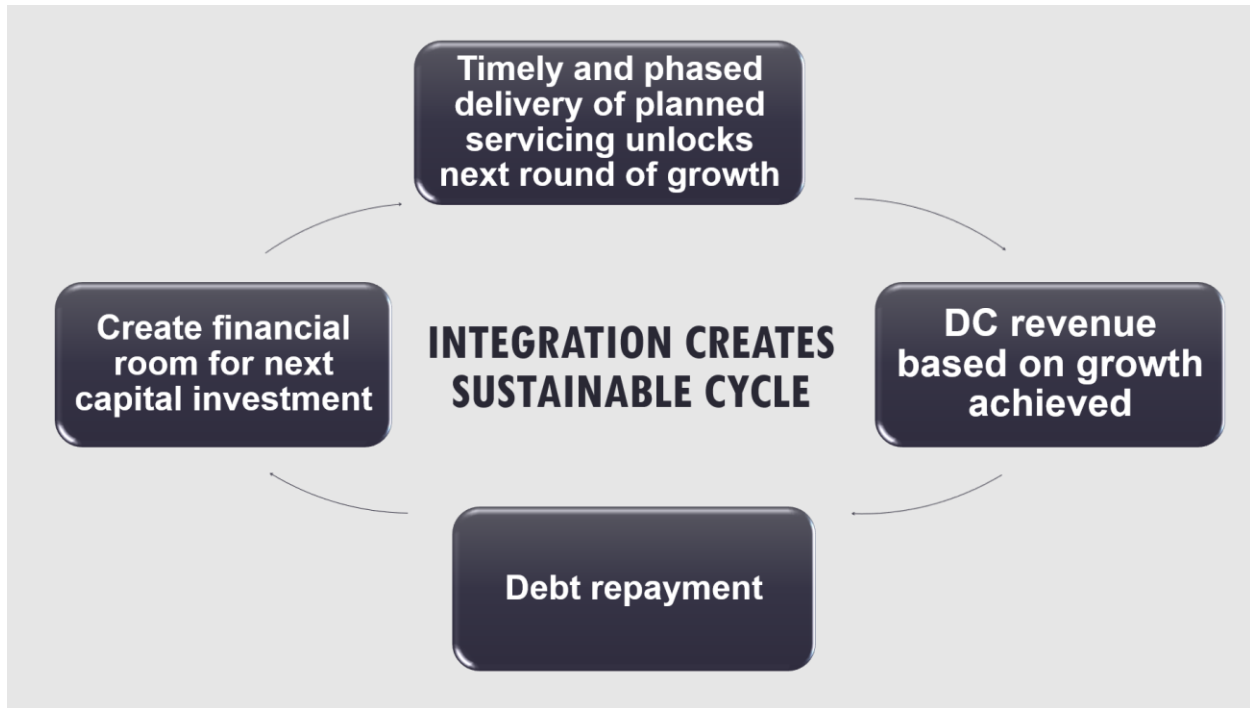 Timely and phased
delivery of planned
servicing unlocks
next round of growth
Create financial
room for next
capital investment
INTEGRATION CREATES
SUSTAINABLE CYCLE
DC revenue
based on growth
achieved
Debt repayment